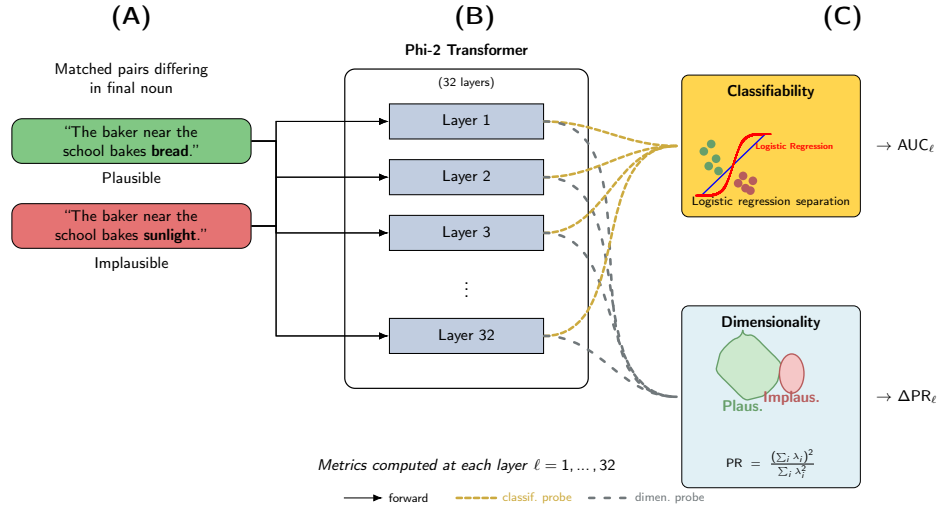 (A)
(B)
(C)
Matched pairs differing
in final noun
“The baker near the
school bakes bread.”
Plausible
“The baker near the
school bakes sunlight.”
Implausible
Phi-2 Transformer
(32 layers)
Layer 1
Layer 2
Layer 3
⋮
Layer 32
Classifiability
Logistic Regression
Logistic regression separation
→ AUCℓ
Dimensionality
Plaus.
Implaus.
PR = (∑ᵢ λᵢ)² / ∑ᵢ λᵢ²
→ ΔPRℓ
Metrics computed at each layer ℓ = 1, ... , 32
forward
classif. probe
dimen. probe